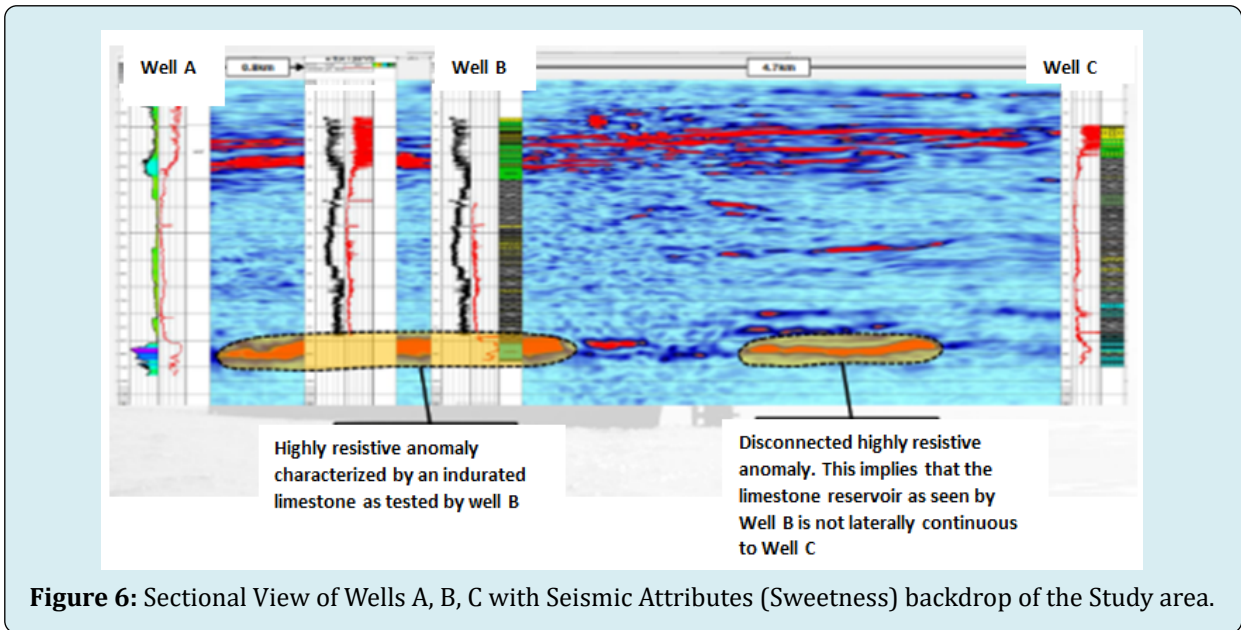 Well A
0.8km
Well B
4.7km
Well C
Highly resistive anomaly
characterized by an indurated
limestone as tested by well B
Disconnected highly resistive
anomaly. This implies that the
limestone reservoir as seen by
Well B is not laterally continuous
to Well C
Figure 6: Sectional View of Wells A, B, C with Seismic Attributes (Sweetness) backdrop of the Study area.